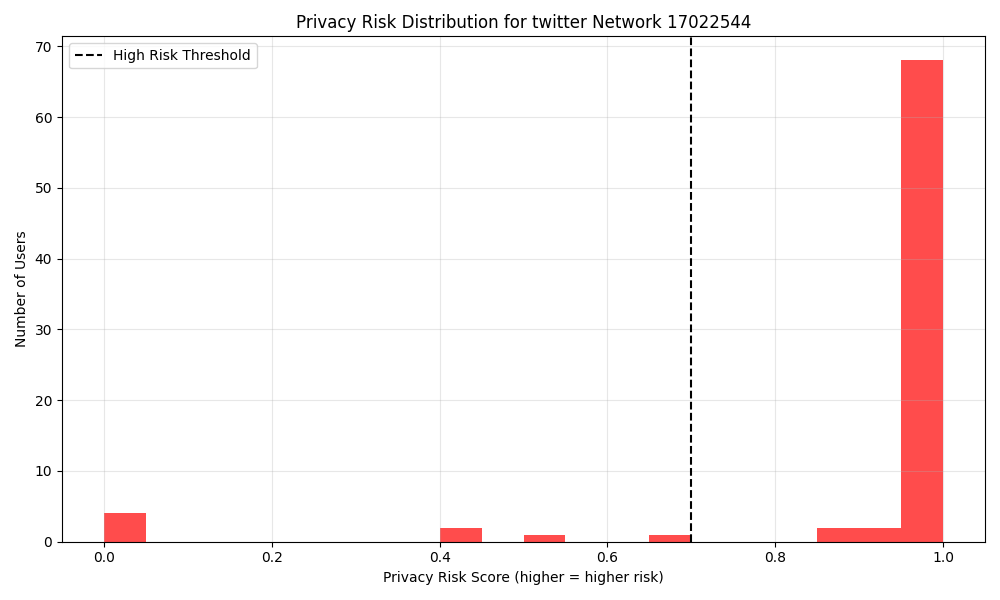 Privacy Risk Distribution for twitter Network 17022544
High Risk Threshold
70
60
50
40
30
20
10
0
Number of Users
0.0 0.2 0.4 0.6 0.8 1.0
Privacy Risk Score (higher = higher risk)